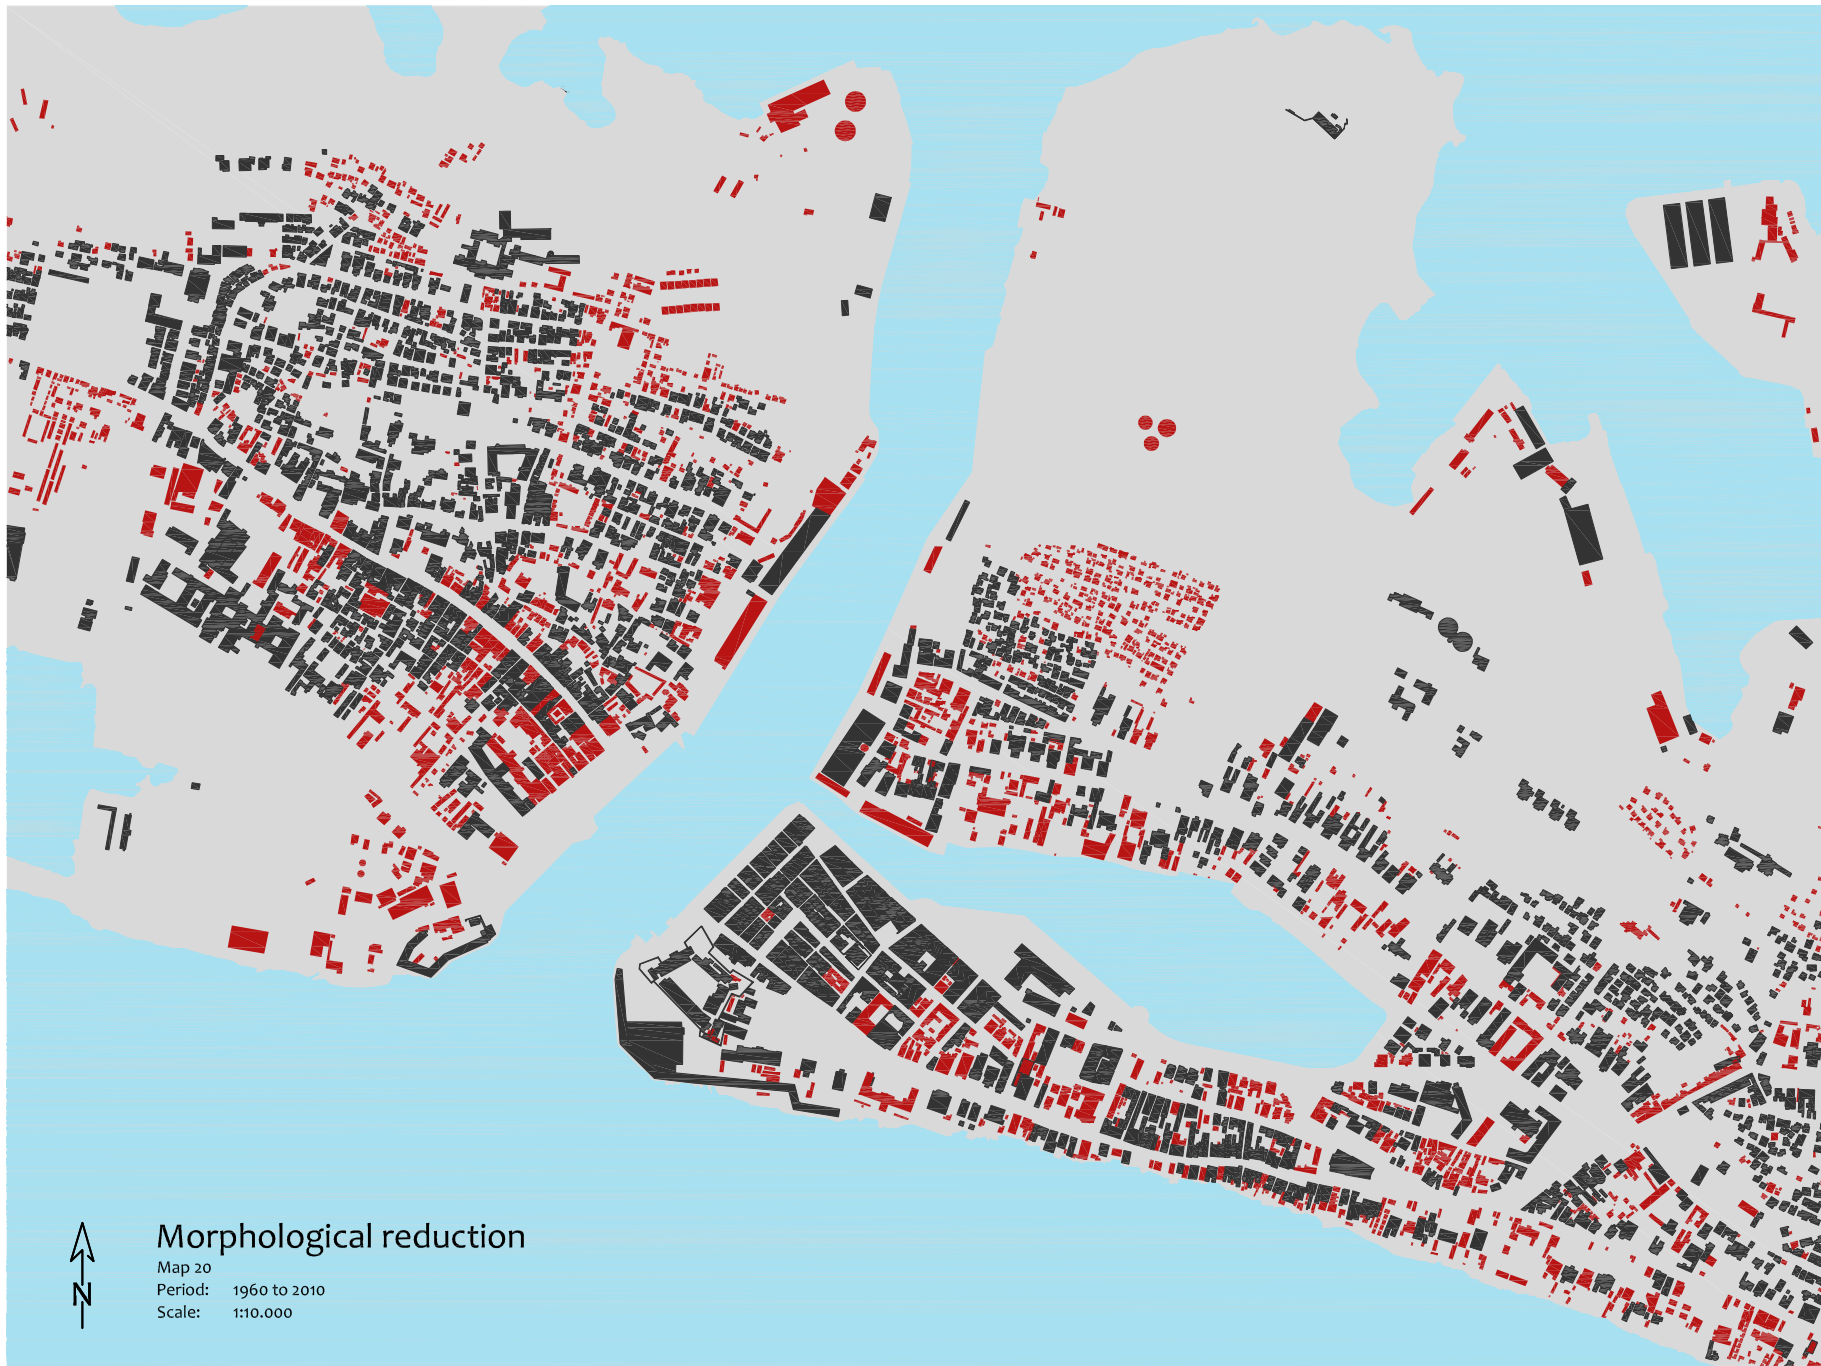 Morphological reduction
Map 20
Period: 1960 to 2010
Scale: 1:10.000
N